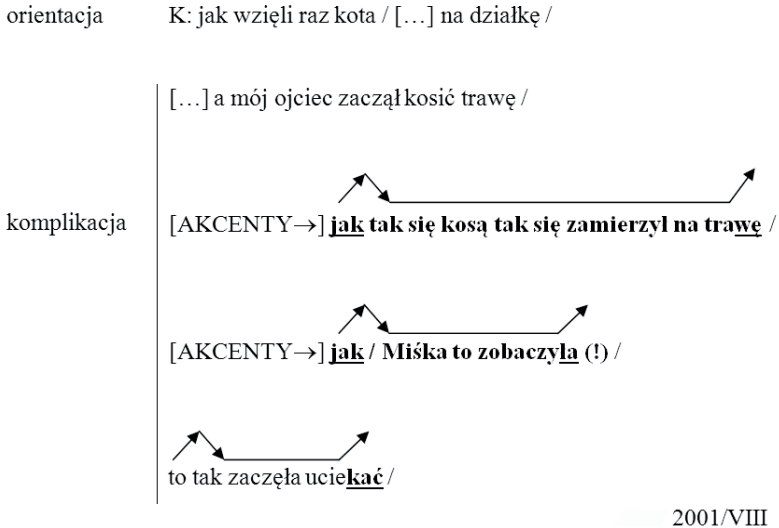 orientacja K: jak wzięli raz kota / […] na działkę /
[…] a mój ojciec zaczął kosić trawę /
komplikacja [AKCENTY→] jak tak się kosą tak się zamierzył na trawę /
[AKCENTY→] jak / Miśka to zobaczyła (!) /
to tak zaczęła uciekać /
2001/VIII